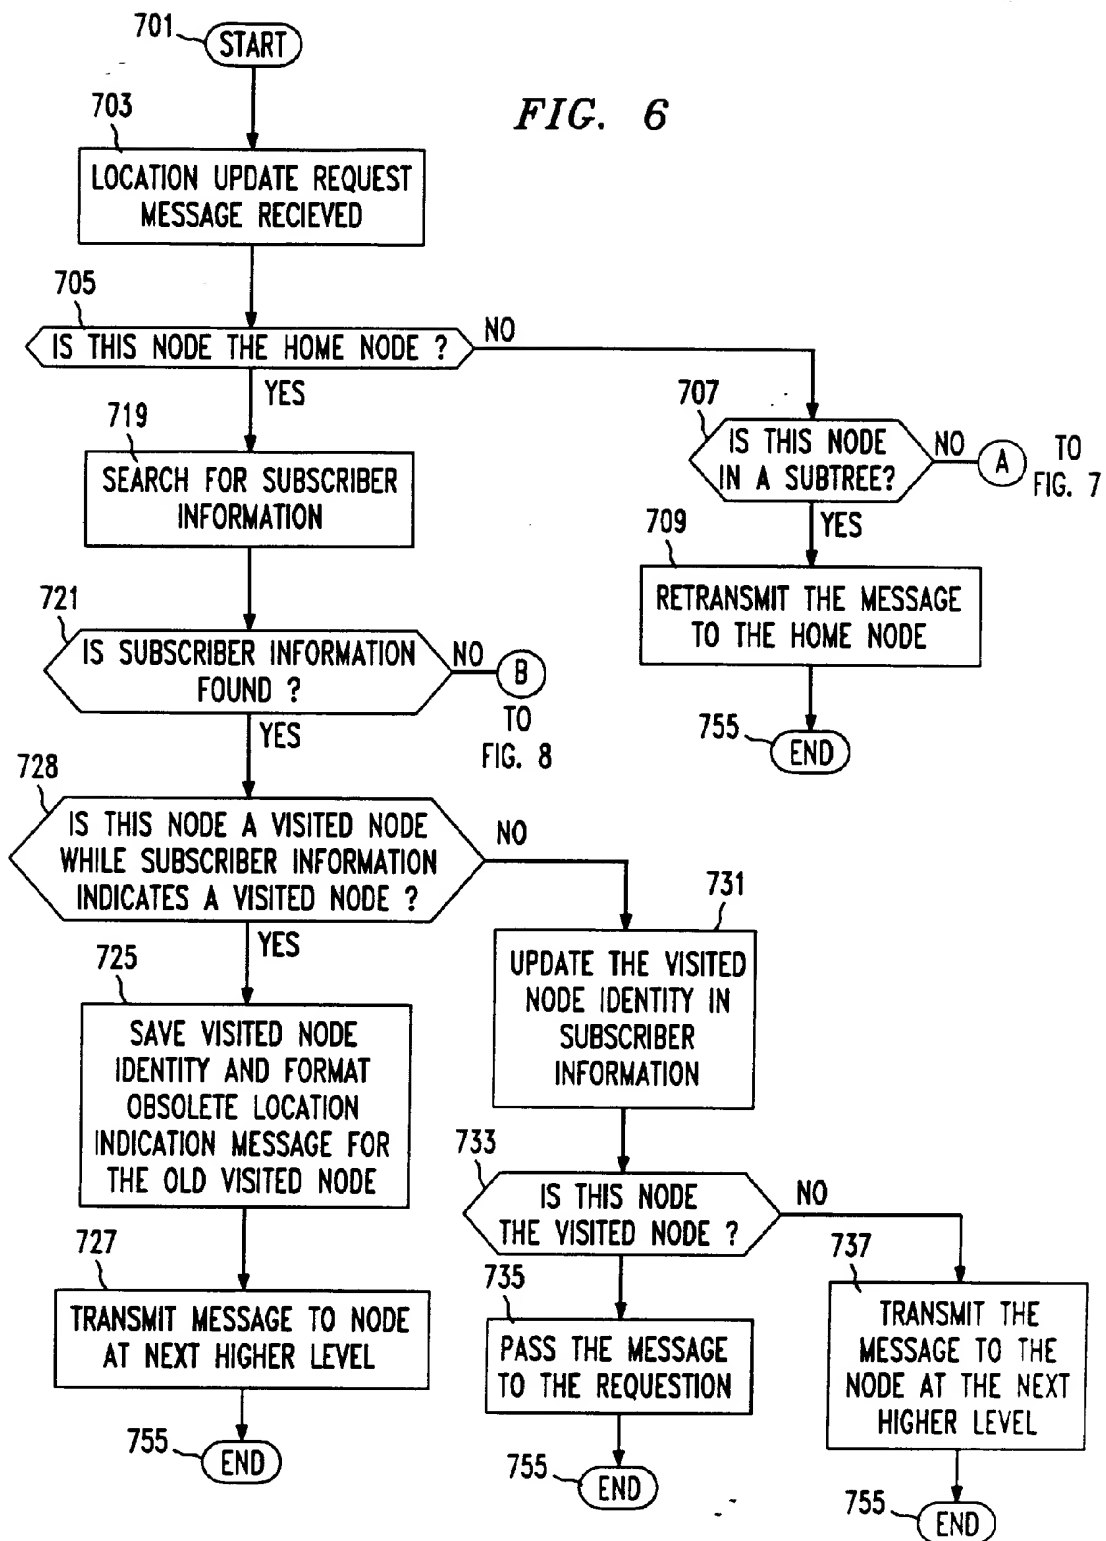 701
START
FIG. 6
703
LOCATION UPDATE REQUEST
MESSAGE RECIEVED
705
IS THIS NODE THE HOME NODE ?
NO
YES
707
IS THIS NODE
IN A SUBTREE?
NO
A
TO
FIG. 7
YES
709
RETRANSMIT THE MESSAGE
TO THE HOME NODE
755
END
719
SEARCH FOR SUBSCRIBER
INFORMATION
721
IS SUBSCRIBER INFORMATION
FOUND ?
NO
B
TO
FIG. 8
YES
728
IS THIS NODE A VISITED NODE
WHILE SUBSCRIBER INFORMATION
INDICATES A VISITED NODE ?
NO
YES
725
SAVE VISITED NODE
IDENTITY AND FORMAT
OBSOLETE LOCATION
INDICATION MESSAGE FOR
THE OLD VISITED NODE
727
TRANSMIT MESSAGE TO NODE
AT NEXT HIGHER LEVEL
755
END
731
UPDATE THE VISITED
NODE IDENTITY IN
SUBSCRIBER
INFORMATION
733
IS THIS NODE
THE VISITED NODE ?
NO
735
PASS THE MESSAGE
TO THE REQUESTION
755
END
737
TRANSMIT THE
MESSAGE TO THE
NODE AT THE NEXT
HIGHER LEVEL
755
END